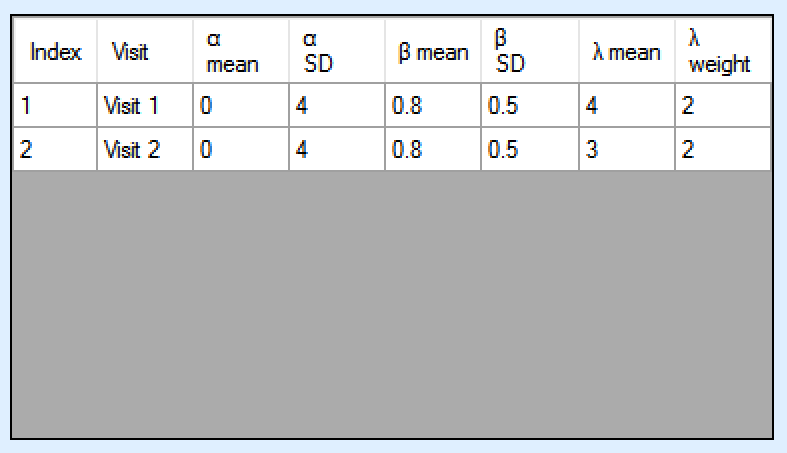 Index Visit α mean α SD β mean β SD λ mean λ weight
1 Visit 1 0 4 0.8 0.5 4 2
2 Visit 2 0 4 0.8 0.5 3 2